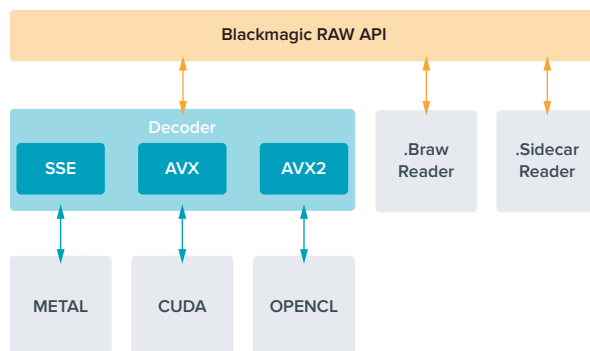 Blackmagic RAW API
Decoder
SSE
AVX
AVX2
.Braw
Reader
.Sidecar
Reader
METAL
CUDA
OPENCL